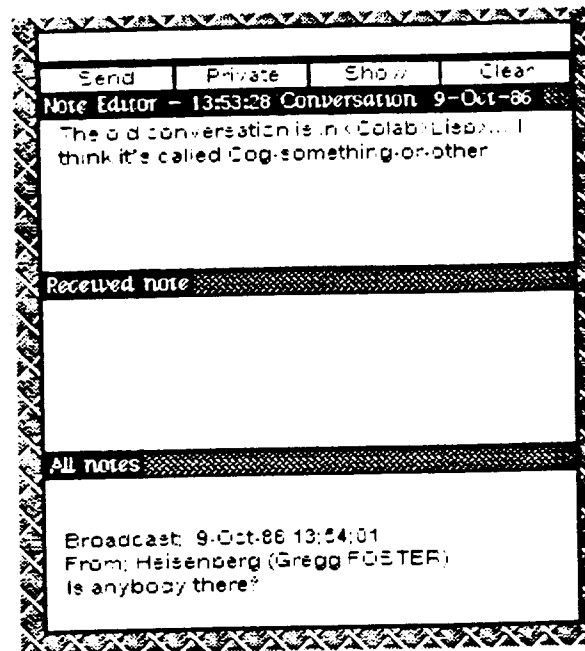 Send Private Show Clear
Note Editor - 13:53:28 Conversation 9-Oct-86
The old conversation is in <Colab>Lisp>... I
think it's called Cog-something-or-other
Received note
All notes
Broadcast: 9-Oct-86 13:54:01
From: Heisenberg (Gregg FOSTER)
Is anybody there?